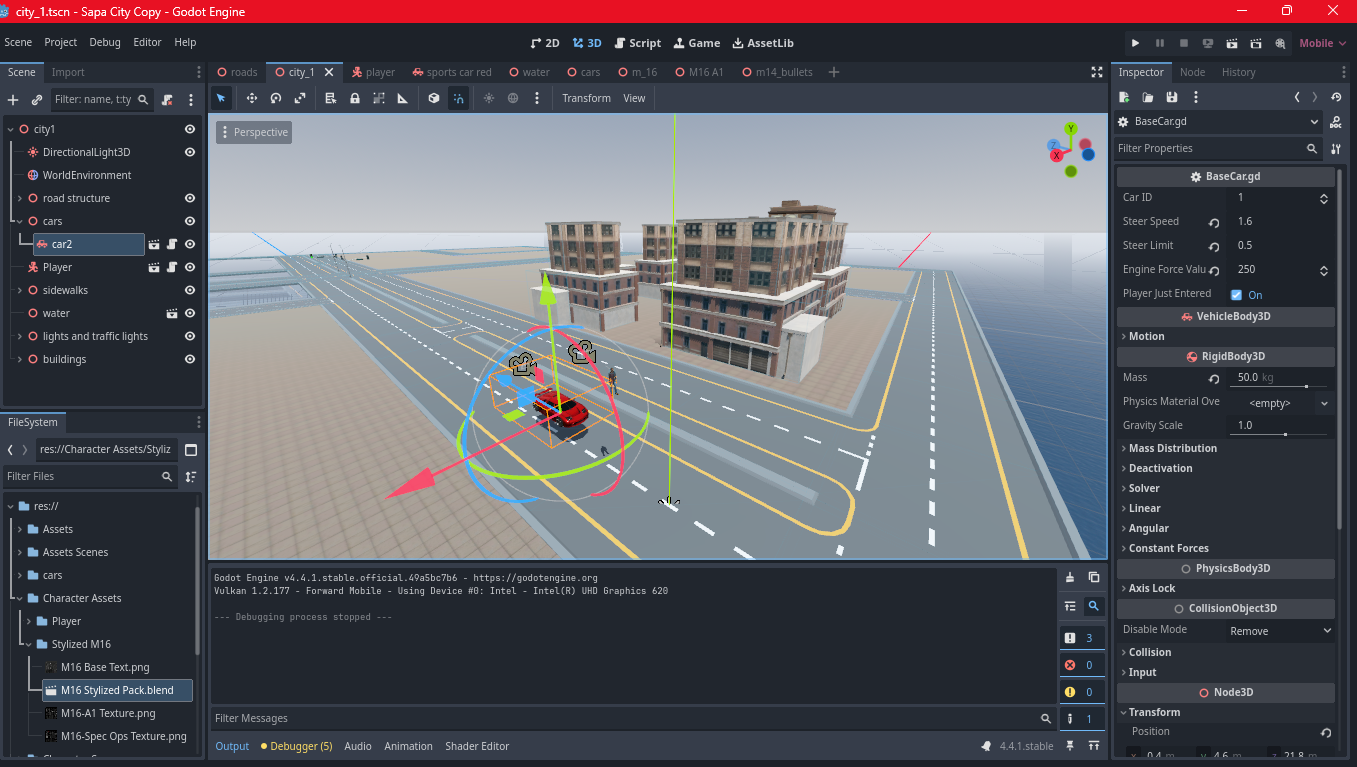 city_1.tscn - Sapa City Copy - Godot Engine
Scene Project Debug Editor Help
2D 3D Script Game AssetLib
Mobile
Scene Import
roads city_1 player sports car red water cars m_16 M16 A1 m14_bullets
Inspector Node History
Filter: name, t:ty
Transform View
BaseCar.gd
Filter Properties
city1
DirectionalLight3D
WorldEnvironment
road structure
cars
car2
Player
sidewalks
water
lights and traffic lights
buildings
Perspective
Y
Z
X
BaseCar.gd
Car ID 1
Steer Speed 1.6
Steer Limit 0.5
Engine Force Valu 250
Player Just Entered On
VehicleBody3D
Motion
RigidBody3D
Mass 50.0 kg
Physics Material Ove <empty>
Gravity Scale 1.0
Mass Distribution
Deactivation
Solver
Linear
Angular
Constant Forces
PhysicsBody3D
Axis Lock
CollisionObject3D
Disable Mode Remove
Collision
Input
Node3D
Transform
Position
x 0.4 m y 4.6 m z 21.8 m
FileSystem
res://Character Assets/Styliz
Filter Files
res://
Assets
Assets Scenes
cars
Character Assets
Player
Stylized M16
M16 Base Text.png
M16 Stylized Pack.blend
M16-A1 Texture.png
M16-Spec Ops Texture.png
Godot Engine v4.4.1.stable.official.49a5bc7b6 - https://godotengine.org
Vulkan 1.2.177 - Forward Mobile - Using Device #0: Intel - Intel(R) UHD Graphics 620
--- Debugging process stopped ---
3
0
0
1
Filter Messages
Output Debugger (5) Audio Animation Shader Editor
4.4.1.stable